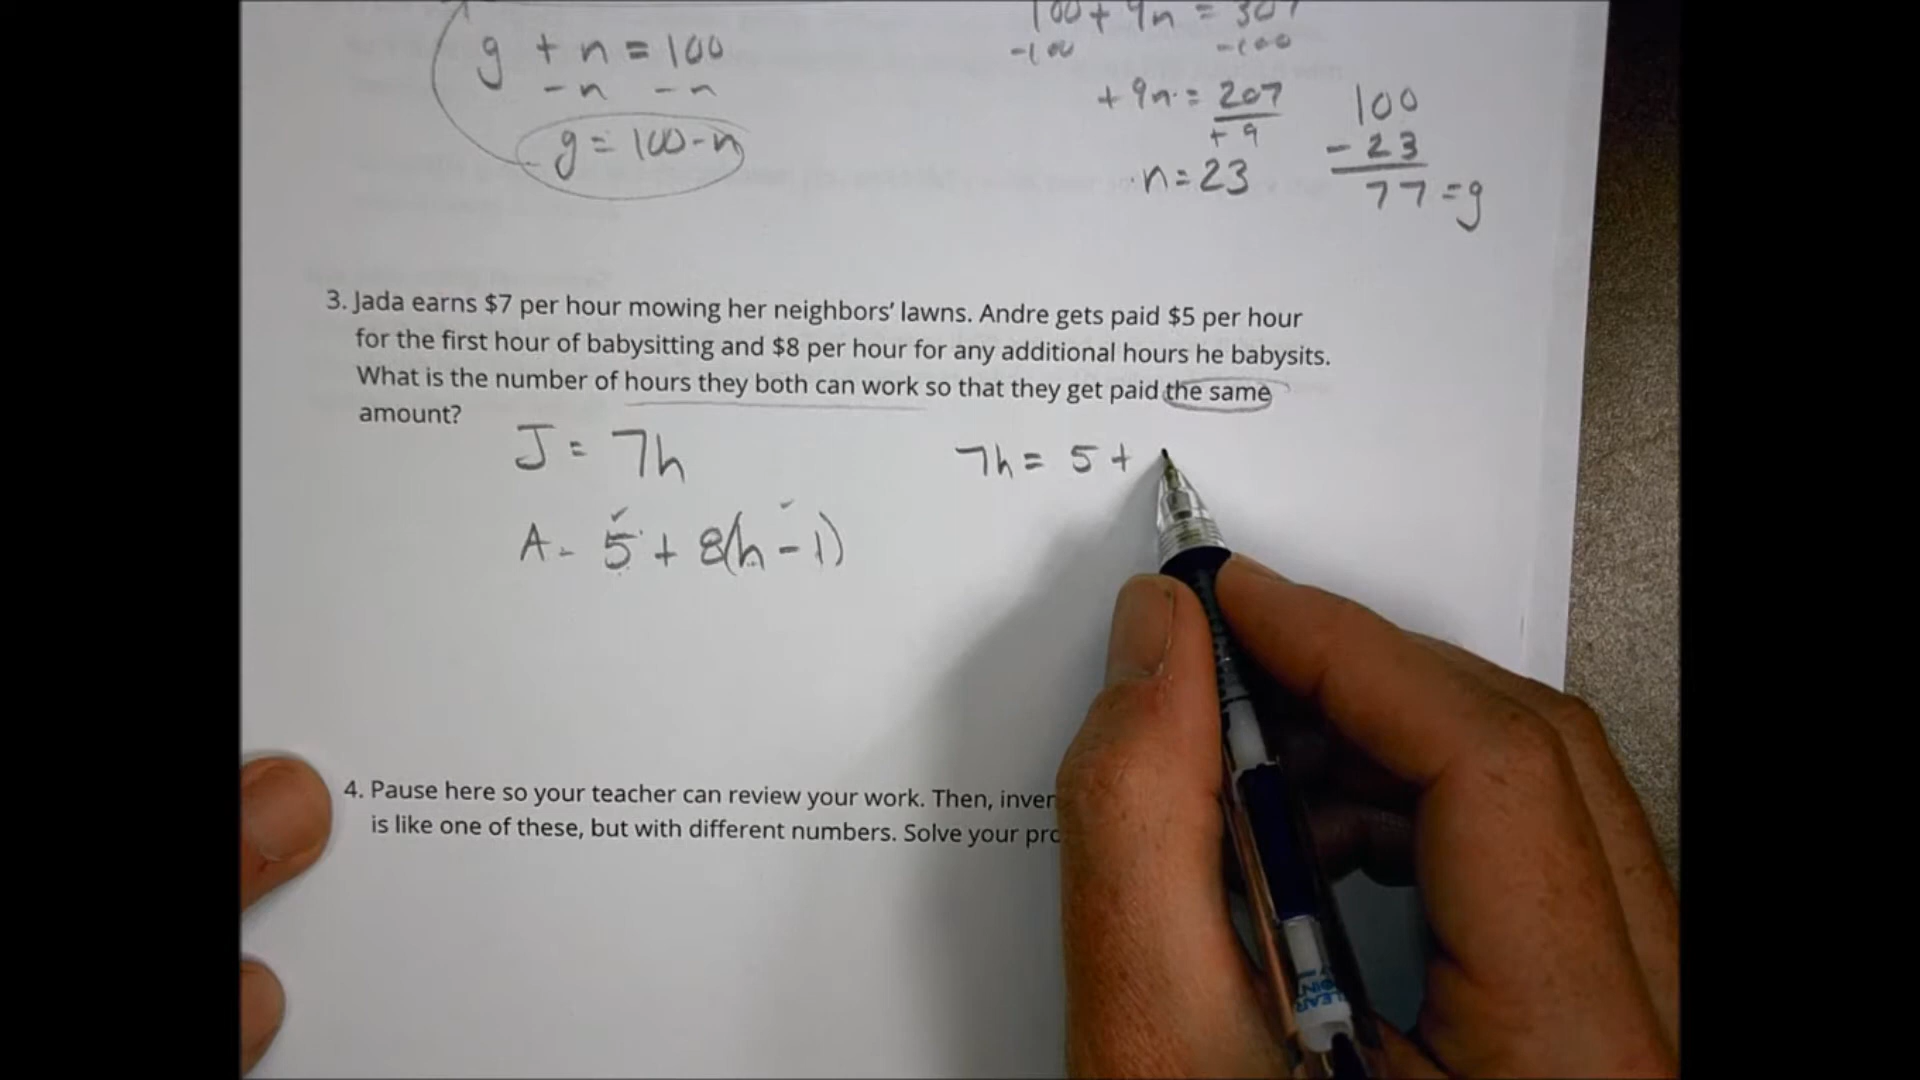 100 + 9n = 307
-100 -100
g + n = 100
-n -n
g = 100-n
+ 9n = 207
+ 9
n = 23
100
- 23
77 = g
3. Jada earns $7 per hour mowing her neighbors' lawns. Andre gets paid $5 per hour
for the first hour of babysitting and $8 per hour for any additional hours he babysits.
What is the number of hours they both can work so that they get paid the same
amount?
J = 7h
7h = 5 +
A - 5 + 8(h - 1)
4. Pause here so your teacher can review your work. Then, inver
is like one of these, but with different numbers. Solve your pro